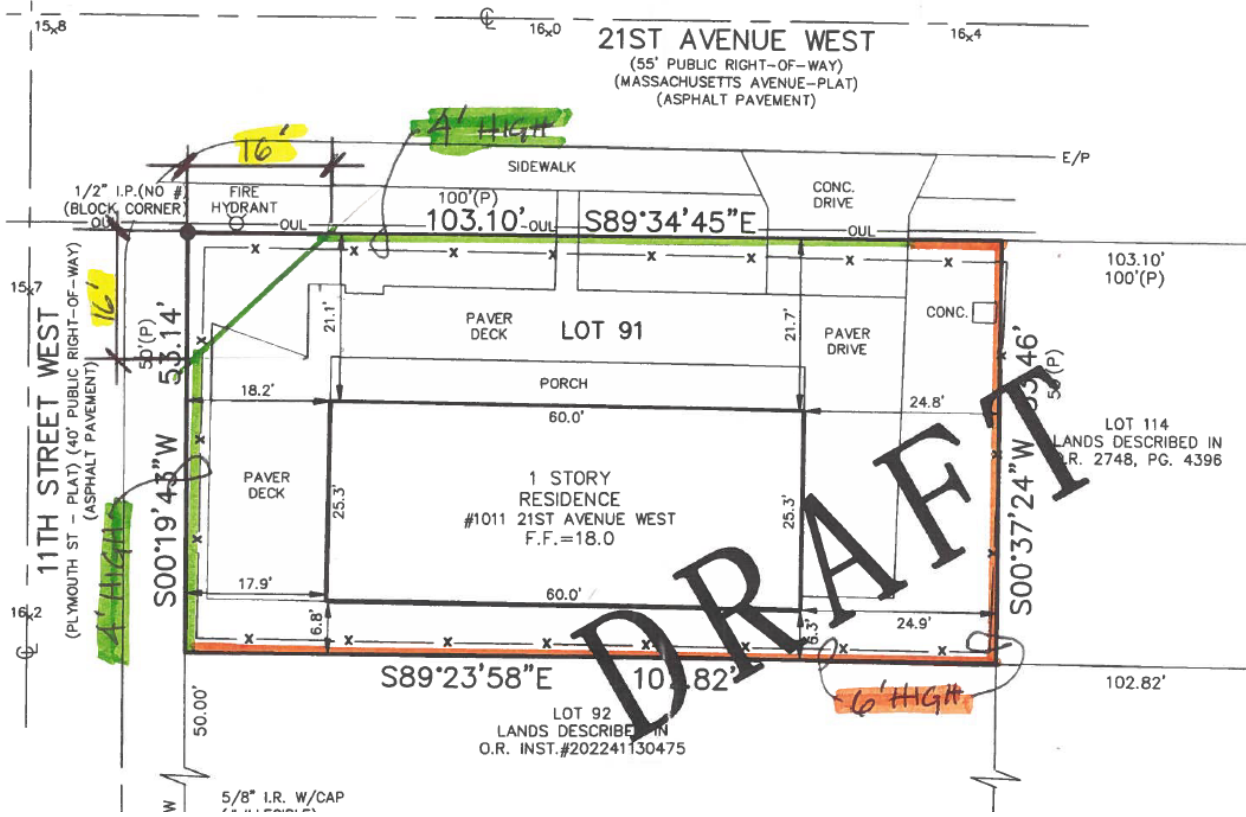 15x8
℄
16x0
16x4
21ST AVENUE WEST
(55' PUBLIC RIGHT-OF-WAY)
(MASSACHUSETTS AVENUE-PLAT)
(ASPHALT PAVEMENT)
4' HIGH
16'
SIDEWALK
E/P
1/2" I.P.(NO #)
(BLOCK CORNER)
FIRE
HYDRANT
CONC.
DRIVE
100'(P)
103.10'
S89°34'45"E
OUL
OUL
OUL
OUL
103.10'
100'(P)
15x7
16'
11TH STREET WEST
(PLYMOUTH ST - PLAT) (40' PUBLIC RIGHT-OF-WAY)
(ASPHALT PAVEMENT)
50'(P)
53.14'
S00°19'43"W
21.1'
PAVER
DECK
LOT 91
21.7'
PAVER
DRIVE
CONC.
PORCH
18.2'
60.0'
24.8'
50'(P)
S00°37'24"W
LOT 114
LANDS DESCRIBED IN
O.R. 2748, PG. 4396
PAVER
DECK
25.3'
1 STORY
RESIDENCE
#1011 21ST AVENUE WEST
F.F.=18.0
25.3'
4' HIGH
17.9'
60.0'
24.9'
16x2
℄
6.8'
6.3'
DRAFT
S89°23'58"E
6' HIGH
102.82'
50.00'
LOT 92
LANDS DESCRIBED IN
O.R. INST.#202241130475
5/8" I.R. W/CAP
W